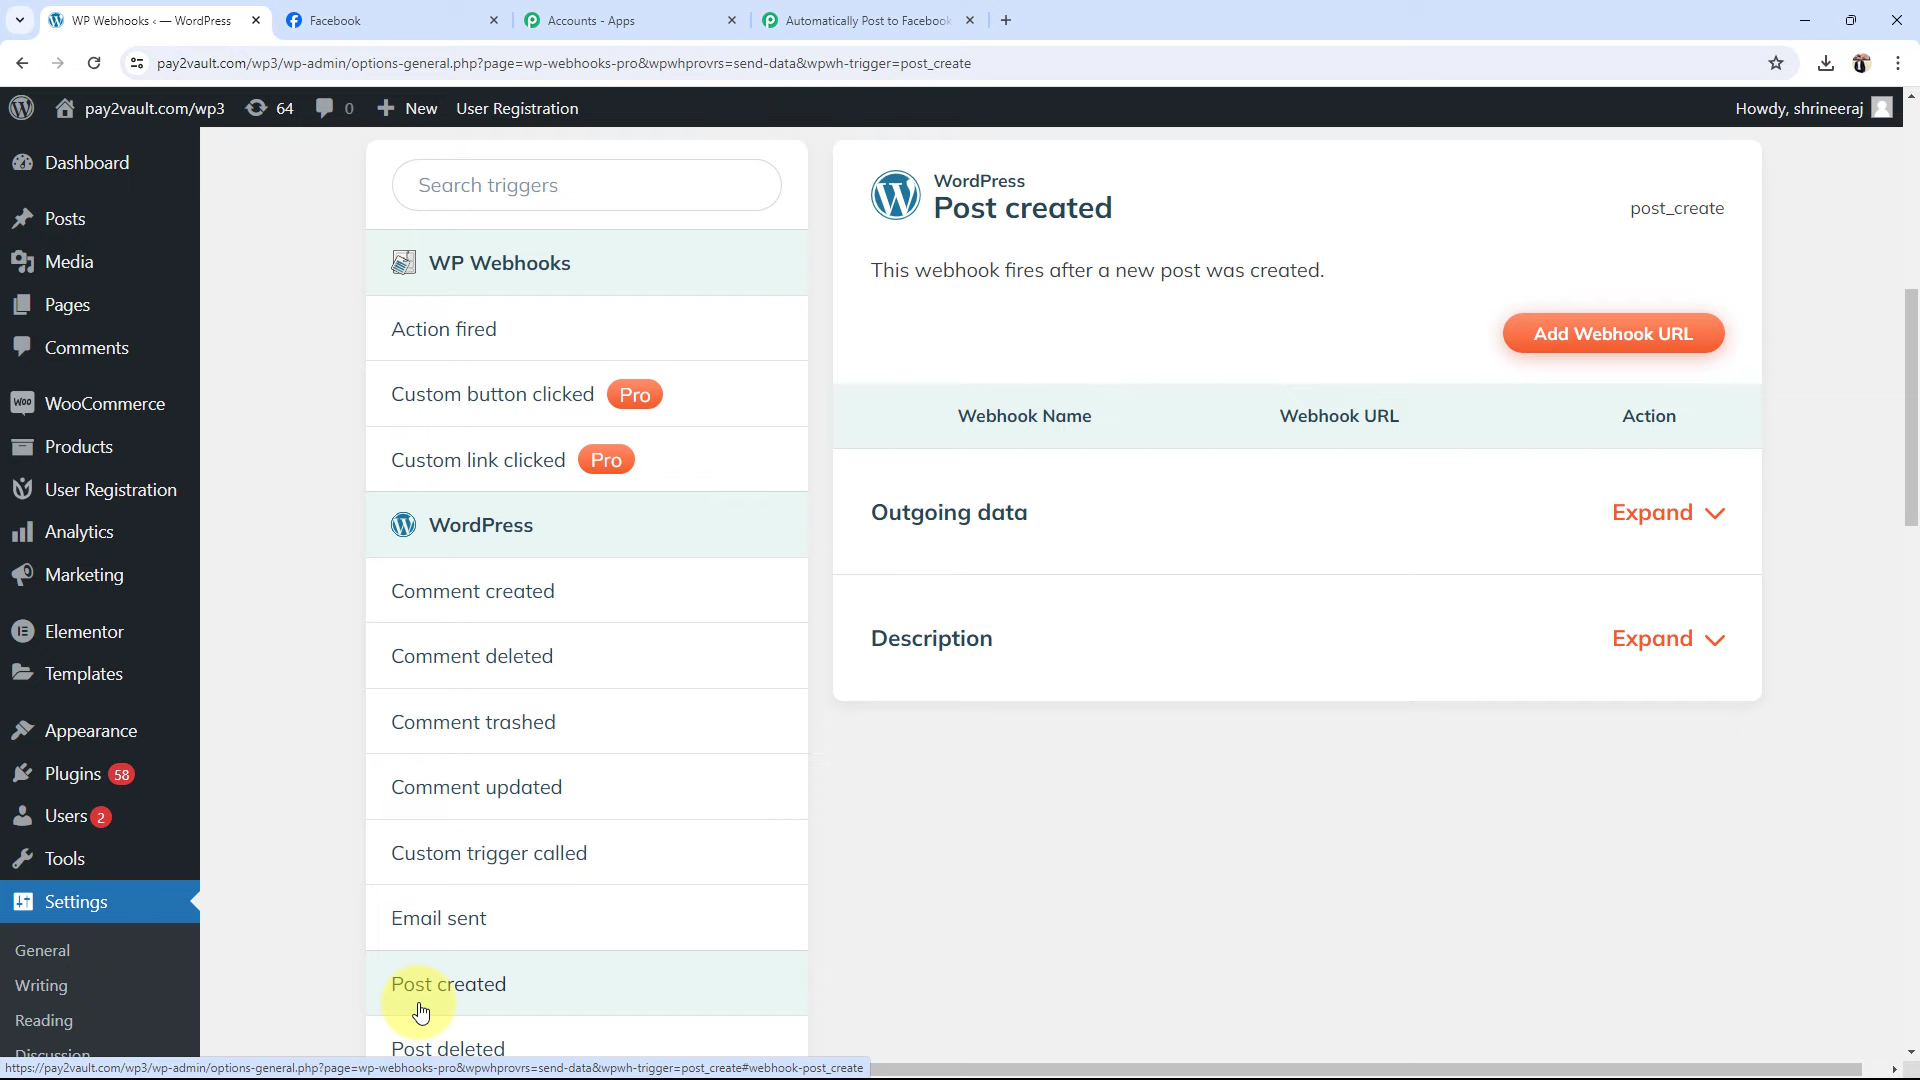 WP Webhooks ‹ — WordPress
Facebook
Accounts - Apps
Automatically Post to Facebook
pay2vault.com/wp3/wp-admin/options-general.php?page=wp-webhooks-pro&wpwhprovrs=send-data&wpwh-trigger=post_create
pay2vault.com/wp3
64
0
New
User Registration
Howdy, shrineeraj
Dashboard
Posts
Media
Pages
Comments
WooCommerce
Products
User Registration
Analytics
Marketing
Elementor
Templates
Appearance
Plugins 58
Users 2
Tools
Settings
General
Writing
Reading
Discussion
Search triggers
WP Webhooks
Action fired
Custom button clicked Pro
Custom link clicked Pro
WordPress
Comment created
Comment deleted
Comment trashed
Comment updated
Custom trigger called
Email sent
Post created
Post deleted
WordPress
Post created
post_create
This webhook fires after a new post was created.
Add Webhook URL
Webhook Name Webhook URL Action
Outgoing data Expand
Description Expand
https://pay2vault.com/wp3/wp-admin/options-general.php?page=wp-webhooks-pro&wpwhprovrs=send-data&wpwh-trigger=post_create#webhook-post_create